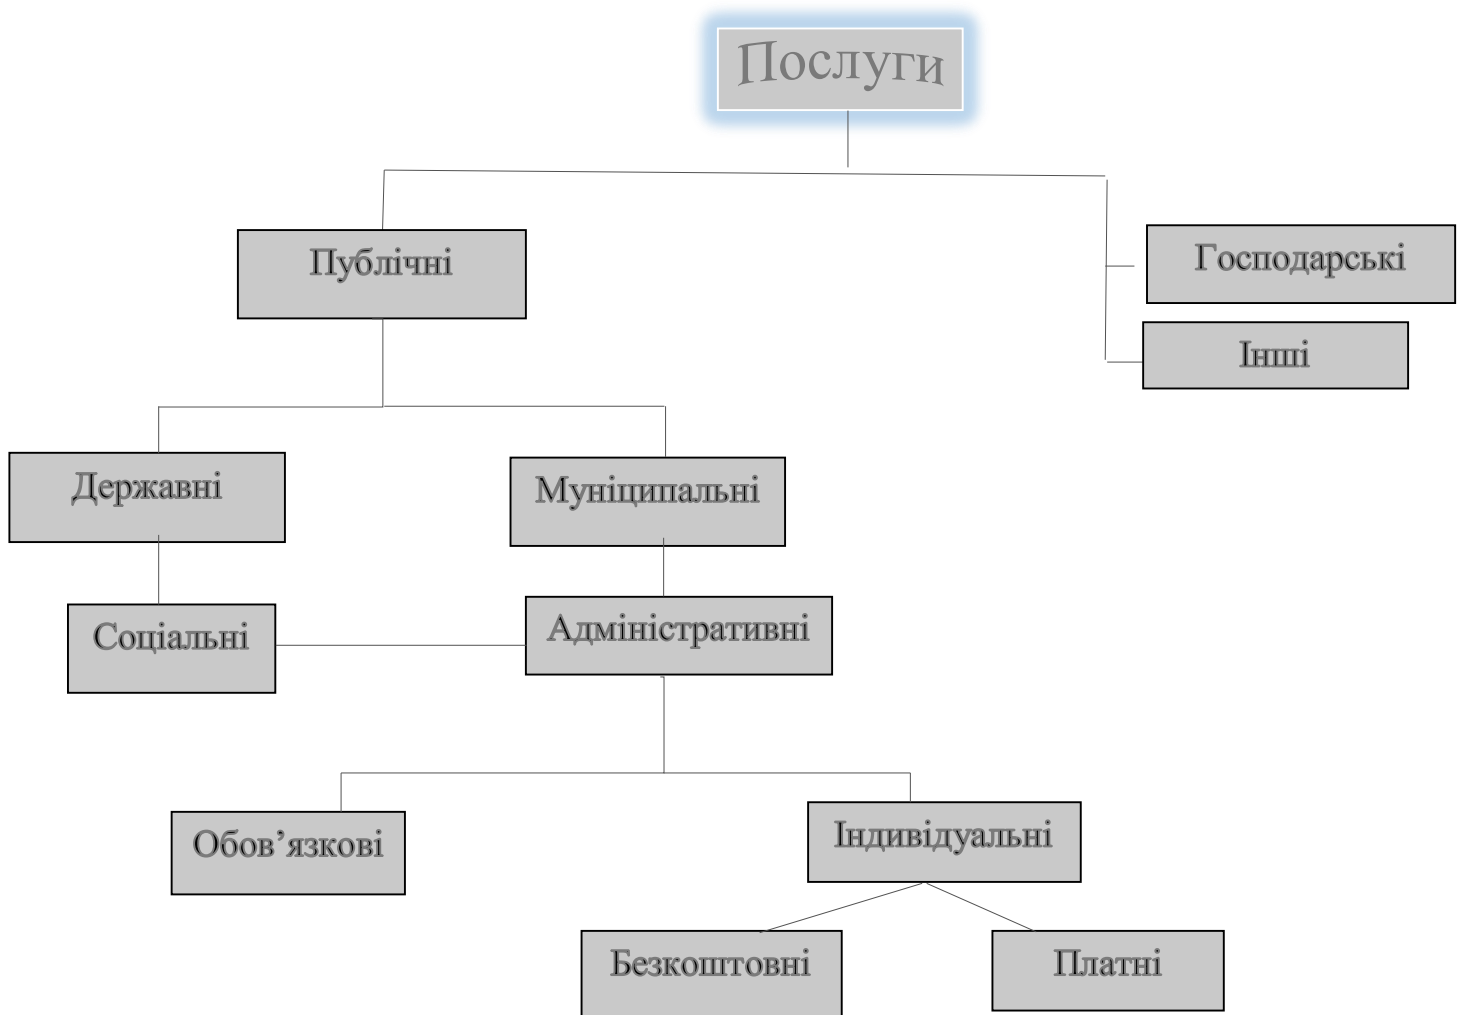 Послуги
Публічні
Господарські
Інші
Державні
Муніципальні
Соціальні
Адміністративні
Обов’язкові
Індивідуальні
Безкоштовні
Платні